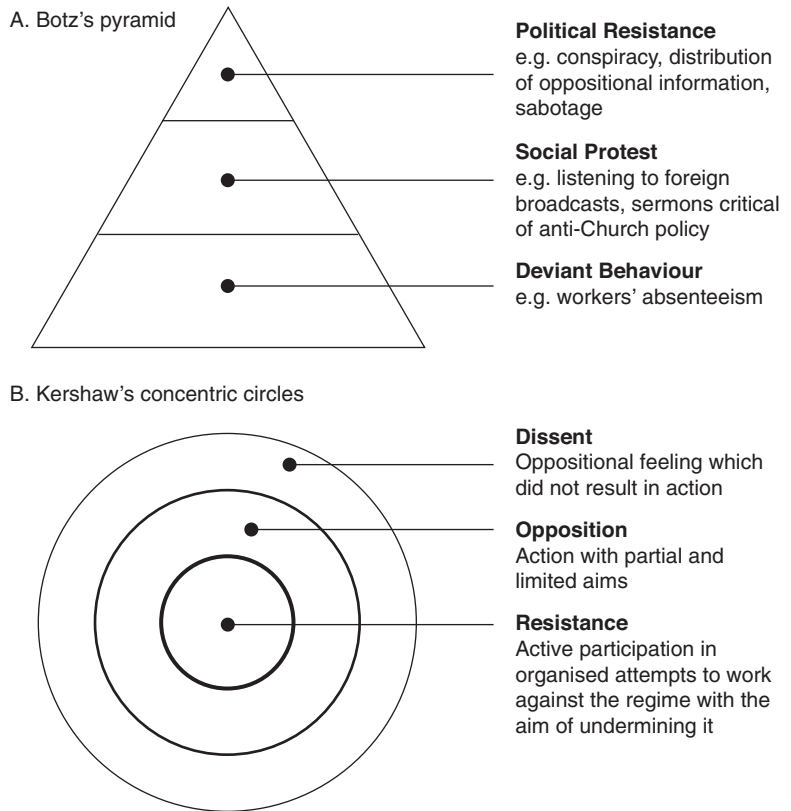 A. Botz’s pyramid
Political Resistance
e.g. conspiracy, distribution
of oppositional information,
sabotage
Social Protest
e.g. listening to foreign
broadcasts, sermons critical
of anti-Church policy
Deviant Behaviour
e.g. workers’ absenteeism
B. Kershaw’s concentric circles
Dissent
Oppositional feeling which
did not result in action
Opposition
Action with partial and
limited aims
Resistance
Active participation in
organised attempts to work
against the regime with the
aim of undermining it